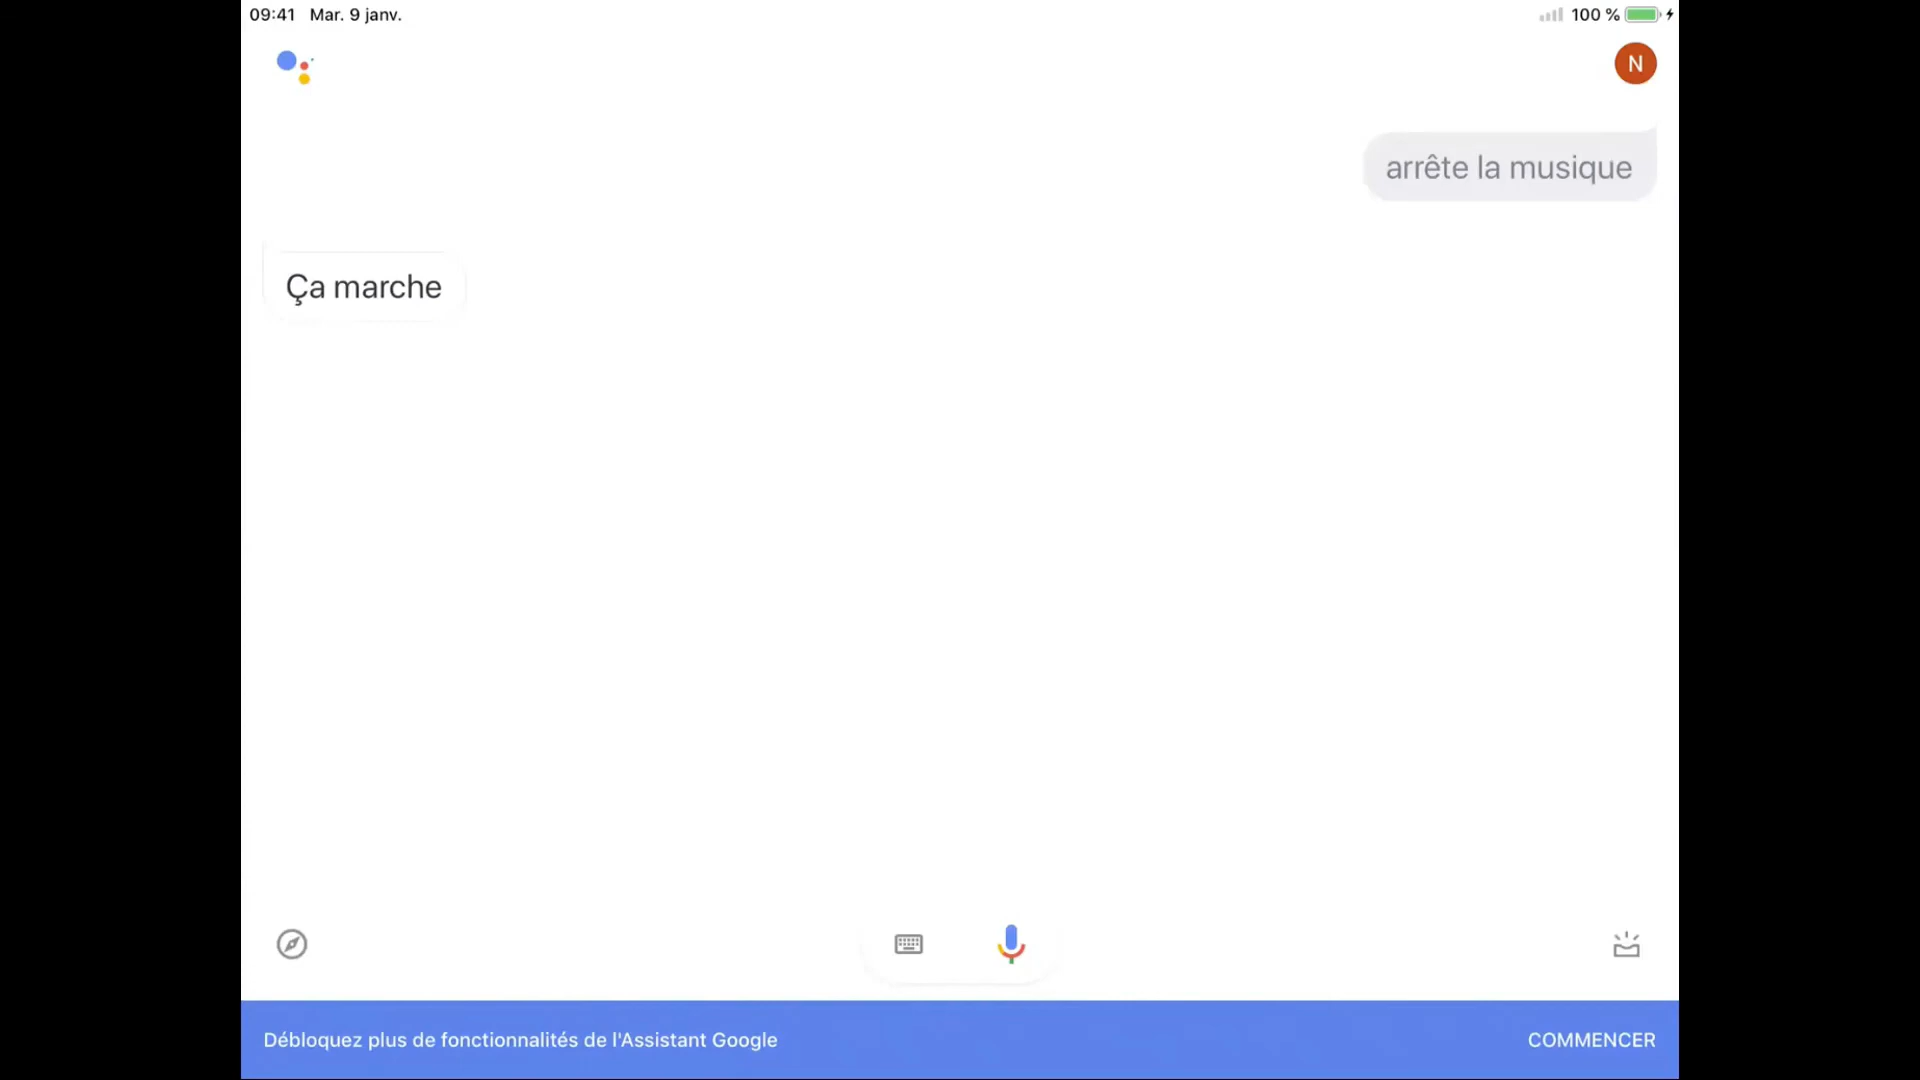 09:41 Mar. 9 janv.
100 %
N
arrête la musique
Ça marche
Débloquez plus de fonctionnalités de l'Assistant Google
COMMENCER